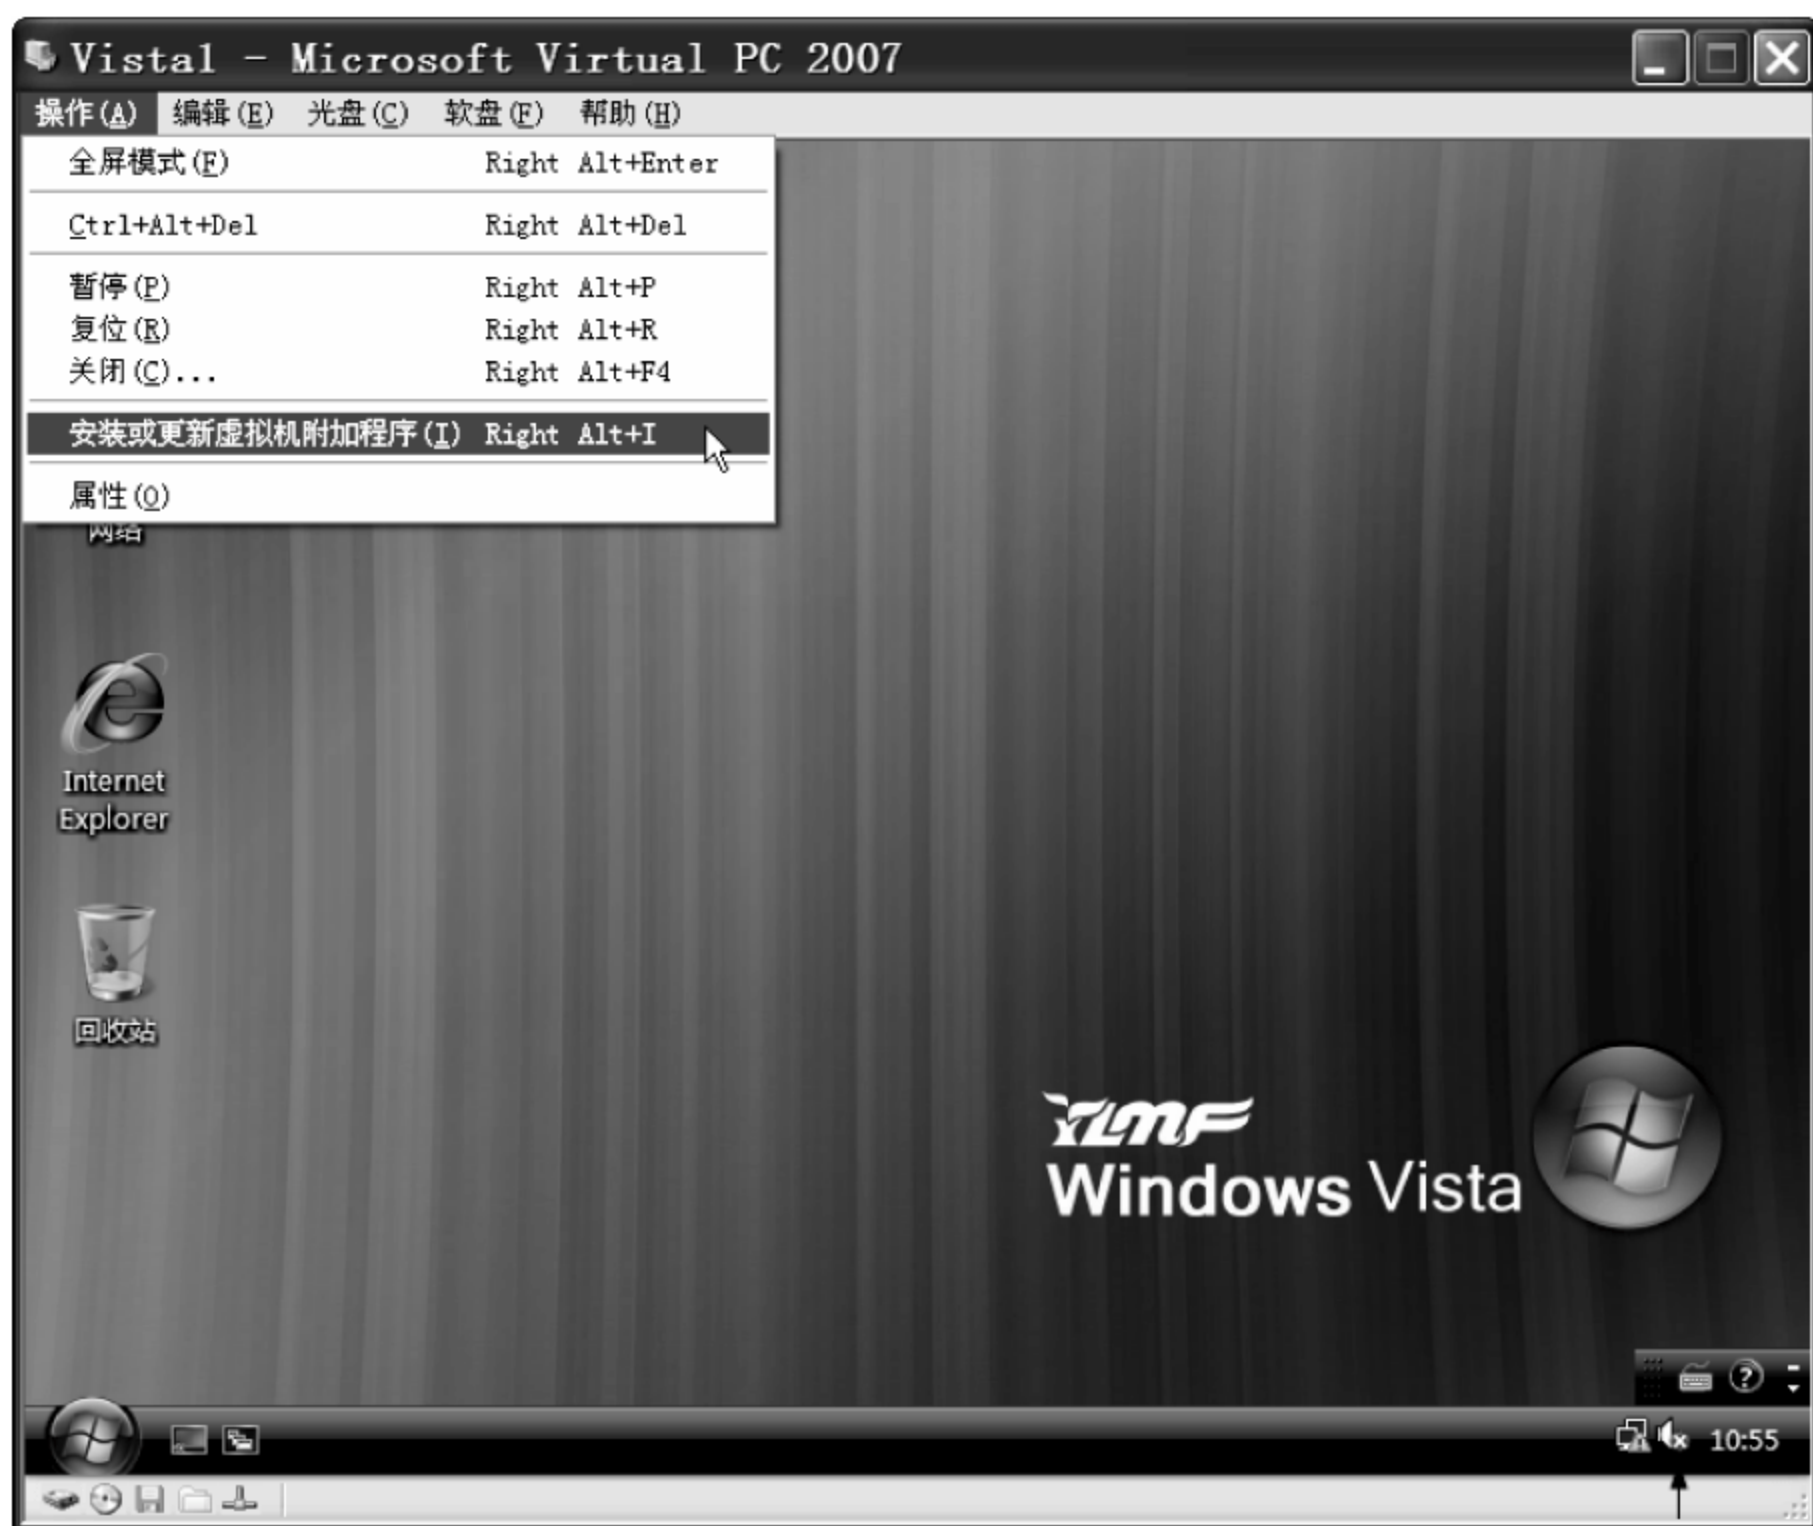 Vista1 - Microsoft Virtual PC 2007
操作(A) 编辑(E) 光盘(C) 软盘(F) 帮助(H)
全屏模式(F) Right Alt+Enter
Ctrl+Alt+Del Right Alt+Del
暂停(P) Right Alt+P
复位(R) Right Alt+R
关闭(C)... Right Alt+F4
安装或更新虚拟机附加程序(I) Right Alt+I
属性(O)
网络
Internet
Explorer
回收站
YLMF
Windows Vista
10:55